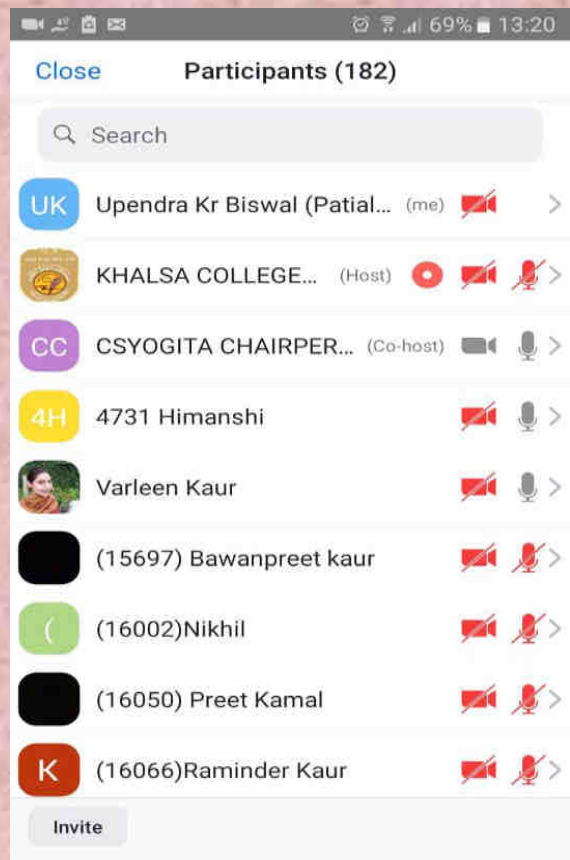 69% 13:20
Close Participants (182)
Search
UK Upendra Kr Biswal (Patial... (me)
KHALSA COLLEGE... (Host)
CC CSYOGITA CHAIRPER... (Co-host)
4H 4731 Himanshi
Varleen Kaur
(15697) Bawanpreet kaur
( (16002)Nikhil
(16050) Preet Kamal
K (16066)Raminder Kaur
Invite